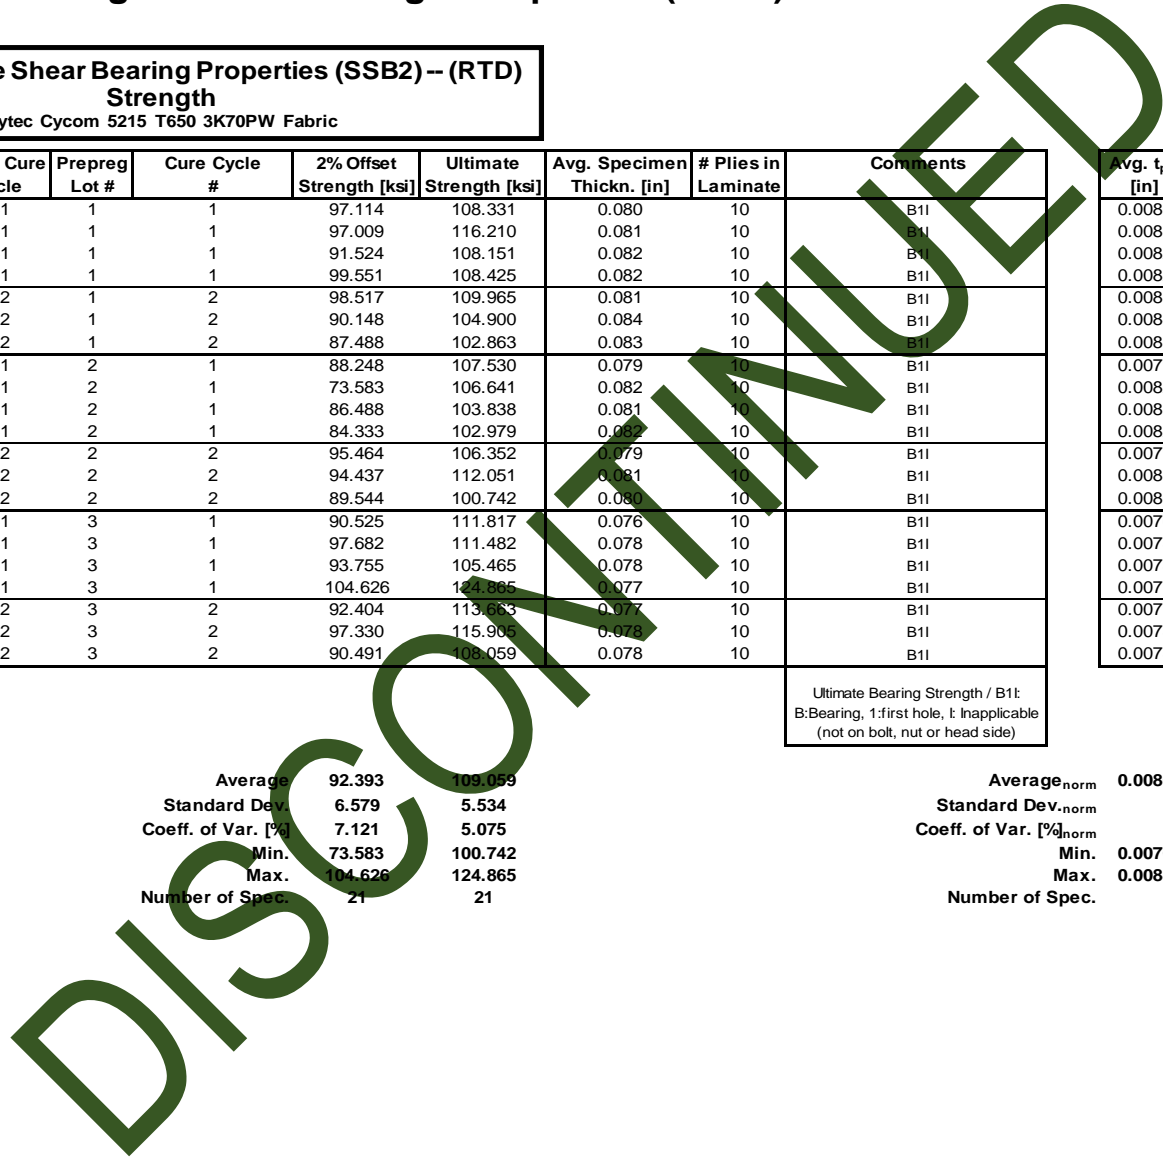 e Shear Bearing Properties (SSB2) -- (RTD)
Strength
ytec Cycom 5215 T650 3K70PW Fabric
Cure Prepreg Cure Cycle 2% Offset Ultimate Avg. Specimen # Plies in Comments Avg. t
cle Lot # # Strength [ksi] Strength [ksi] Thickn. [in] Laminate [in]
1 1 1 97.114 108.331 0.080 10 B1I 0.008
1 1 1 97.009 116.210 0.081 10 B1I 0.008
1 1 1 91.524 108.151 0.082 10 B1I 0.008
1 1 1 99.551 108.425 0.082 10 B1I 0.008
2 1 2 98.517 109.965 0.081 10 B1I 0.008
2 1 2 90.148 104.900 0.084 10 B1I 0.008
2 1 2 87.488 102.863 0.083 10 B1I 0.008
1 2 1 88.248 107.530 0.079 10 B1I 0.007
1 2 1 73.583 106.641 0.082 10 B1I 0.008
1 2 1 86.488 103.838 0.081 10 B1I 0.008
1 2 1 84.333 102.979 0.082 10 B1I 0.008
2 2 2 95.464 106.352 0.079 10 B1I 0.007
2 2 2 94.437 112.051 0.081 10 B1I 0.008
2 2 2 89.544 100.742 0.080 10 B1I 0.008
1 3 1 90.525 111.817 0.076 10 B1I 0.007
1 3 1 97.682 111.482 0.078 10 B1I 0.007
1 3 1 93.755 105.465 0.078 10 B1I 0.007
1 3 1 104.626 124.865 0.077 10 B1I 0.007
2 3 2 92.404 113.663 0.077 10 B1I 0.007
2 3 2 97.330 115.905 0.078 10 B1I 0.007
2 3 2 90.491 108.059 0.078 10 B1I 0.007
Ultimate Bearing Strength / B1I:
B:Bearing, 1:first hole, I: Inapplicable
(not on bolt, nut or head side)
Average 92.393 109.059 Averagenorm 0.008
Standard Dev. 6.579 5.534 Standard Dev.norm
Coeff. of Var. [%] 7.121 5.075 Coeff. of Var. [%]norm
Min. 73.583 100.742 Min. 0.007
Max. 104.626 124.865 Max. 0.008
Number of Spec. 21 21 Number of Spec.
DISCONTINUED